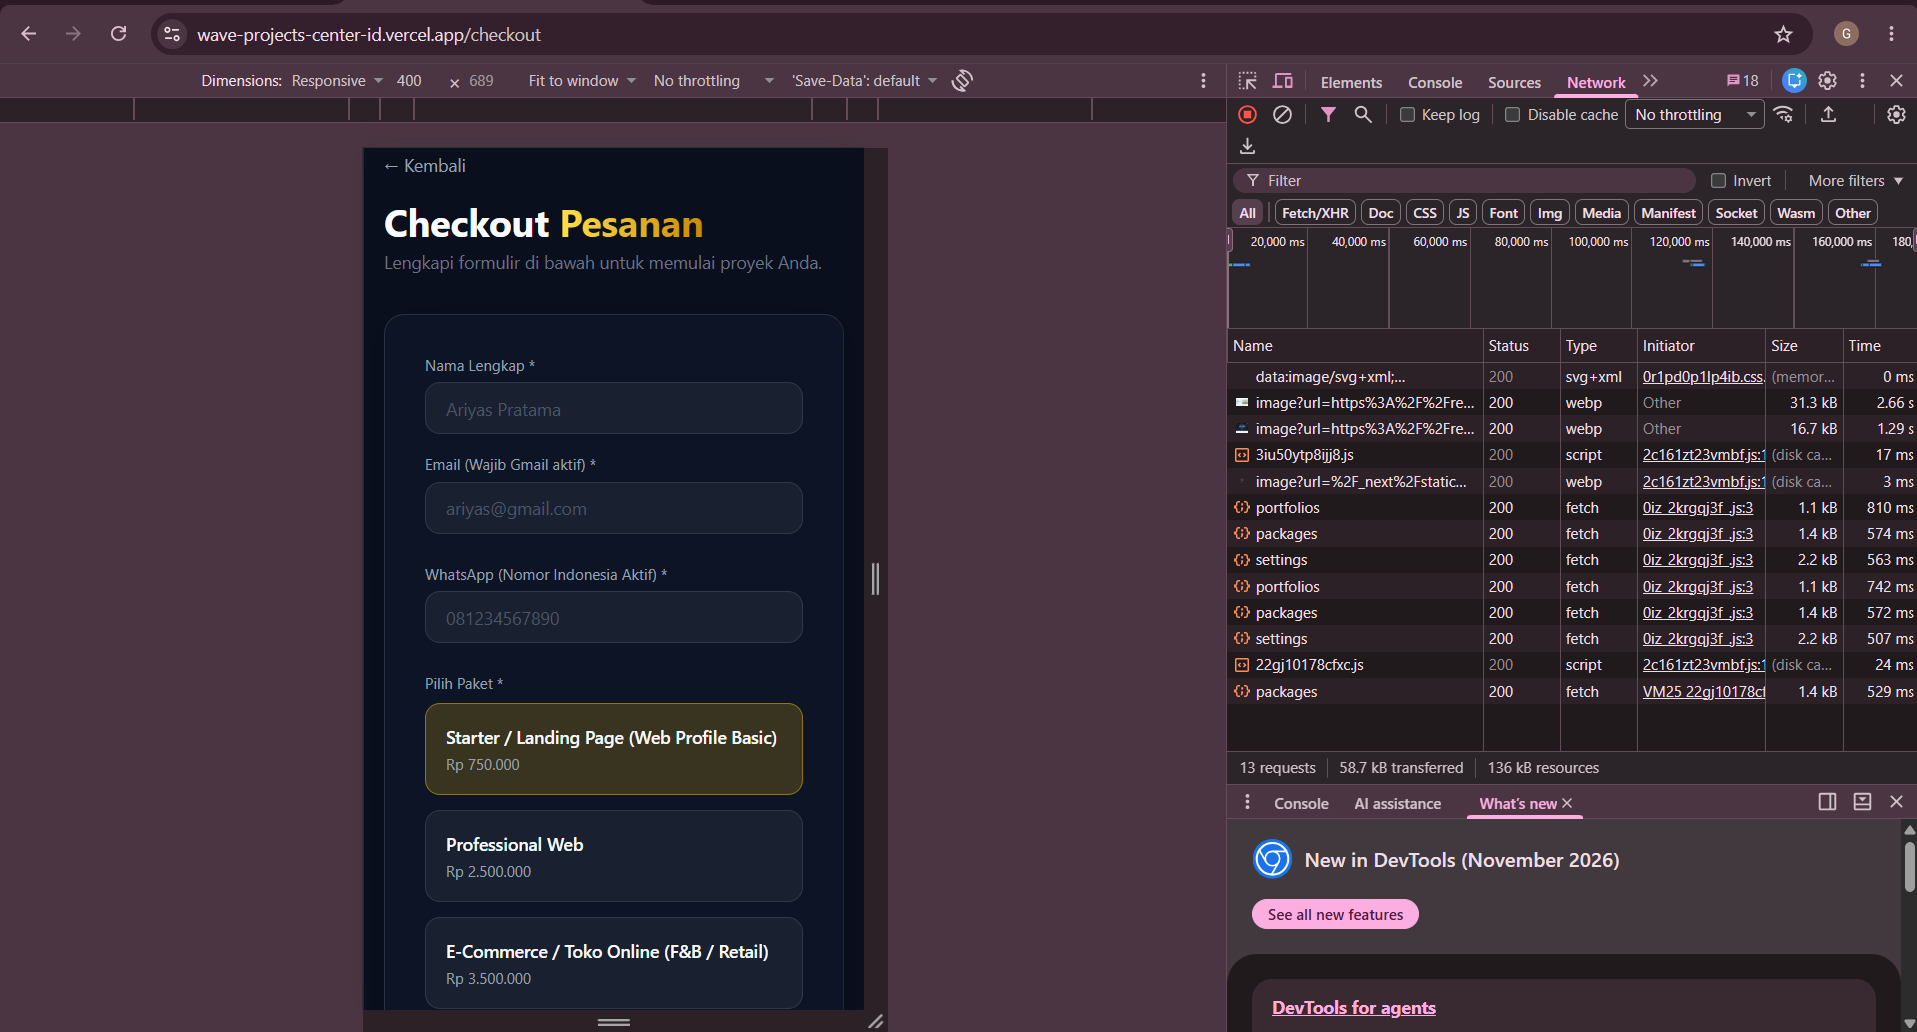 wave-projects-center-id.vercel.app/checkout
G
Dimensions: Responsive 400 × 689 Fit to window No throttling 'Save-Data': default
← Kembali
Checkout Pesanan
Lengkapi formulir di bawah untuk memulai proyek Anda.
Nama Lengkap *
Ariyas Pratama
Email (Wajib Gmail aktif) *
ariyas@gmail.com
WhatsApp (Nomor Indonesia Aktif) *
081234567890
Pilih Paket *
Starter / Landing Page (Web Profile Basic)
Rp 750.000
Professional Web
Rp 2.500.000
E-Commerce / Toko Online (F&B / Retail)
Rp 3.500.000
Elements Console Sources Network 18
Keep log Disable cache No throttling
Filter Invert More filters
All Fetch/XHR Doc CSS JS Font Img Media Manifest Socket Wasm Other
20,000 ms 40,000 ms 60,000 ms 80,000 ms 100,000 ms 120,000 ms 140,000 ms 160,000 ms 180,
Name Status Type Initiator Size Time
data:image/svg+xml;... 200 svg+xml 0r1pd0p1lp4ib.css. (memor... 0 ms
image?url=https%3A%2F%2Fre... 200 webp Other 31.3 kB 2.66 s
image?url=https%3A%2F%2Fre... 200 webp Other 16.7 kB 1.29 s
3iu50ytp8ijj8.js 200 script 2c161zt23vmbf.js:1 (disk ca... 17 ms
image?url=%2F_next%2Fstatic... 200 webp 2c161zt23vmbf.js:1 (disk ca... 3 ms
portfolios 200 fetch 0iz_2krgqj3f_.js:3 1.1 kB 810 ms
packages 200 fetch 0iz_2krgqj3f_.js:3 1.4 kB 574 ms
settings 200 fetch 0iz_2krgqj3f_.js:3 2.2 kB 563 ms
portfolios 200 fetch 0iz_2krgqj3f_.js:3 1.1 kB 742 ms
packages 200 fetch 0iz_2krgqj3f_.js:3 1.4 kB 572 ms
settings 200 fetch 0iz_2krgqj3f_.js:3 2.2 kB 507 ms
22gj10178cfxc.js 200 script 2c161zt23vmbf.js:1 (disk ca... 24 ms
packages 200 fetch VM25 22gj10178cf 1.4 kB 529 ms
13 requests 58.7 kB transferred 136 kB resources
Console AI assistance What's new
New in DevTools (November 2026)
See all new features
DevTools for agents